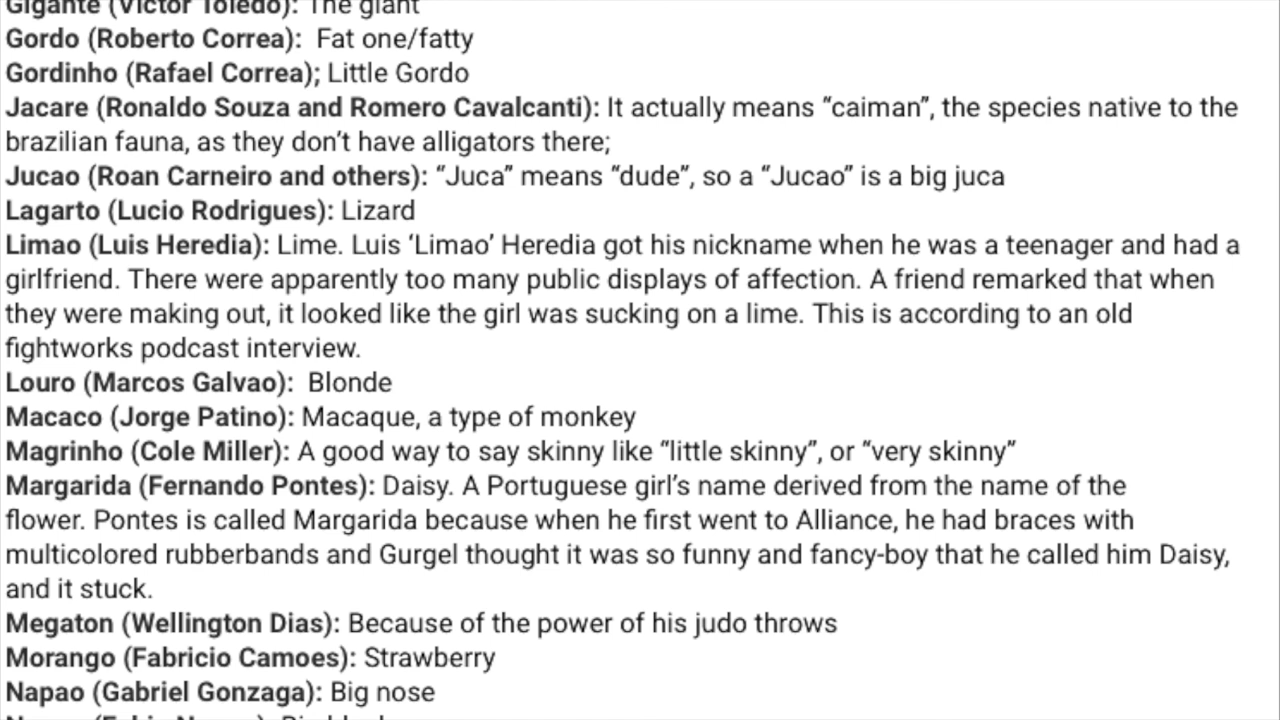 Gigante (Victor Toledo): The giant
Gordo (Roberto Correa):  Fat one/fatty
Gordinho (Rafael Correa); Little Gordo
Jacare (Ronaldo Souza and Romero Cavalcanti): It actually means “caiman”, the species native to the
brazilian fauna, as they don’t have alligators there;
Jucao (Roan Carneiro and others): “Juca” means “dude”, so a “Jucao” is a big juca
Lagarto (Lucio Rodrigues): Lizard
Limao (Luis Heredia): Lime. Luis ‘Limao’ Heredia got his nickname when he was a teenager and had a
girlfriend. There were apparently too many public displays of affection. A friend remarked that when
they were making out, it looked like the girl was sucking on a lime. This is according to an old
fightworks podcast interview.
Louro (Marcos Galvao):  Blonde
Macaco (Jorge Patino): Macaque, a type of monkey
Magrinho (Cole Miller): A good way to say skinny like “little skinny”, or “very skinny”
Margarida (Fernando Pontes): Daisy. A Portuguese girl’s name derived from the name of the
flower. Pontes is called Margarida because when he first went to Alliance, he had braces with
multicolored rubberbands and Gurgel thought it was so funny and fancy-boy that he called him Daisy,
and it stuck.
Megaton (Wellington Dias): Because of the power of his judo throws
Morango (Fabricio Camoes): Strawberry
Napao (Gabriel Gonzaga): Big nose